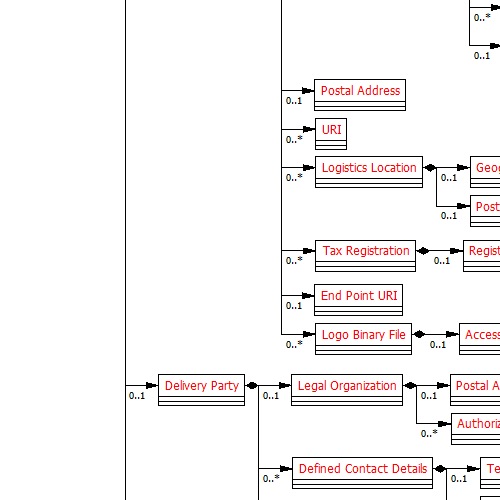 0..*
0..1
Postal Address
0..1
URI
0..*
Logistics Location
0..*
0..1
Geog
0..1
Post
Tax Registration
0..*
0..1
Regist
End Point URI
0..1
Logo Binary File
0..*
0..1
Access
Delivery Party
0..1
Legal Organization
0..1
Postal A
0..1
Authoriz
0..*
Defined Contact Details
0..*
0..1
Te